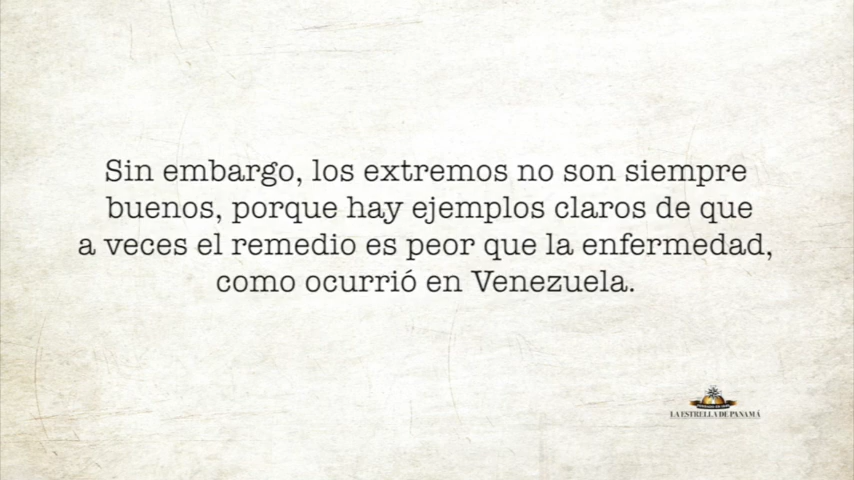 Sin embargo, los extremos no son siempre
buenos, porque hay ejemplos claros de que
a veces el remedio es peor que la enfermedad,
como ocurrió en Venezuela.
LA ESTRELLA DE PANAMÁ